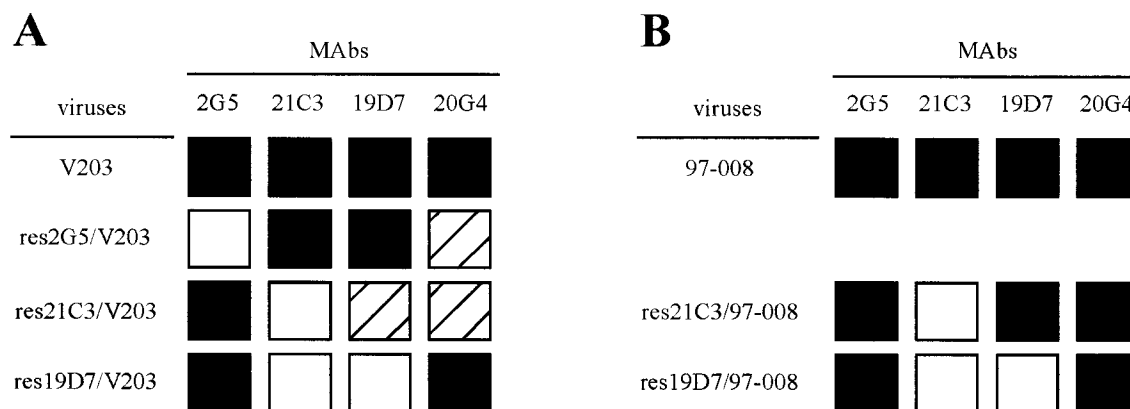 A
MAbs
viruses 2G5 21C3 19D7 20G4
V203
res2G5/V203
res21C3/V203
res19D7/V203
B
MAbs
viruses 2G5 21C3 19D7 20G4
97-008
res21C3/97-008
res19D7/97-008